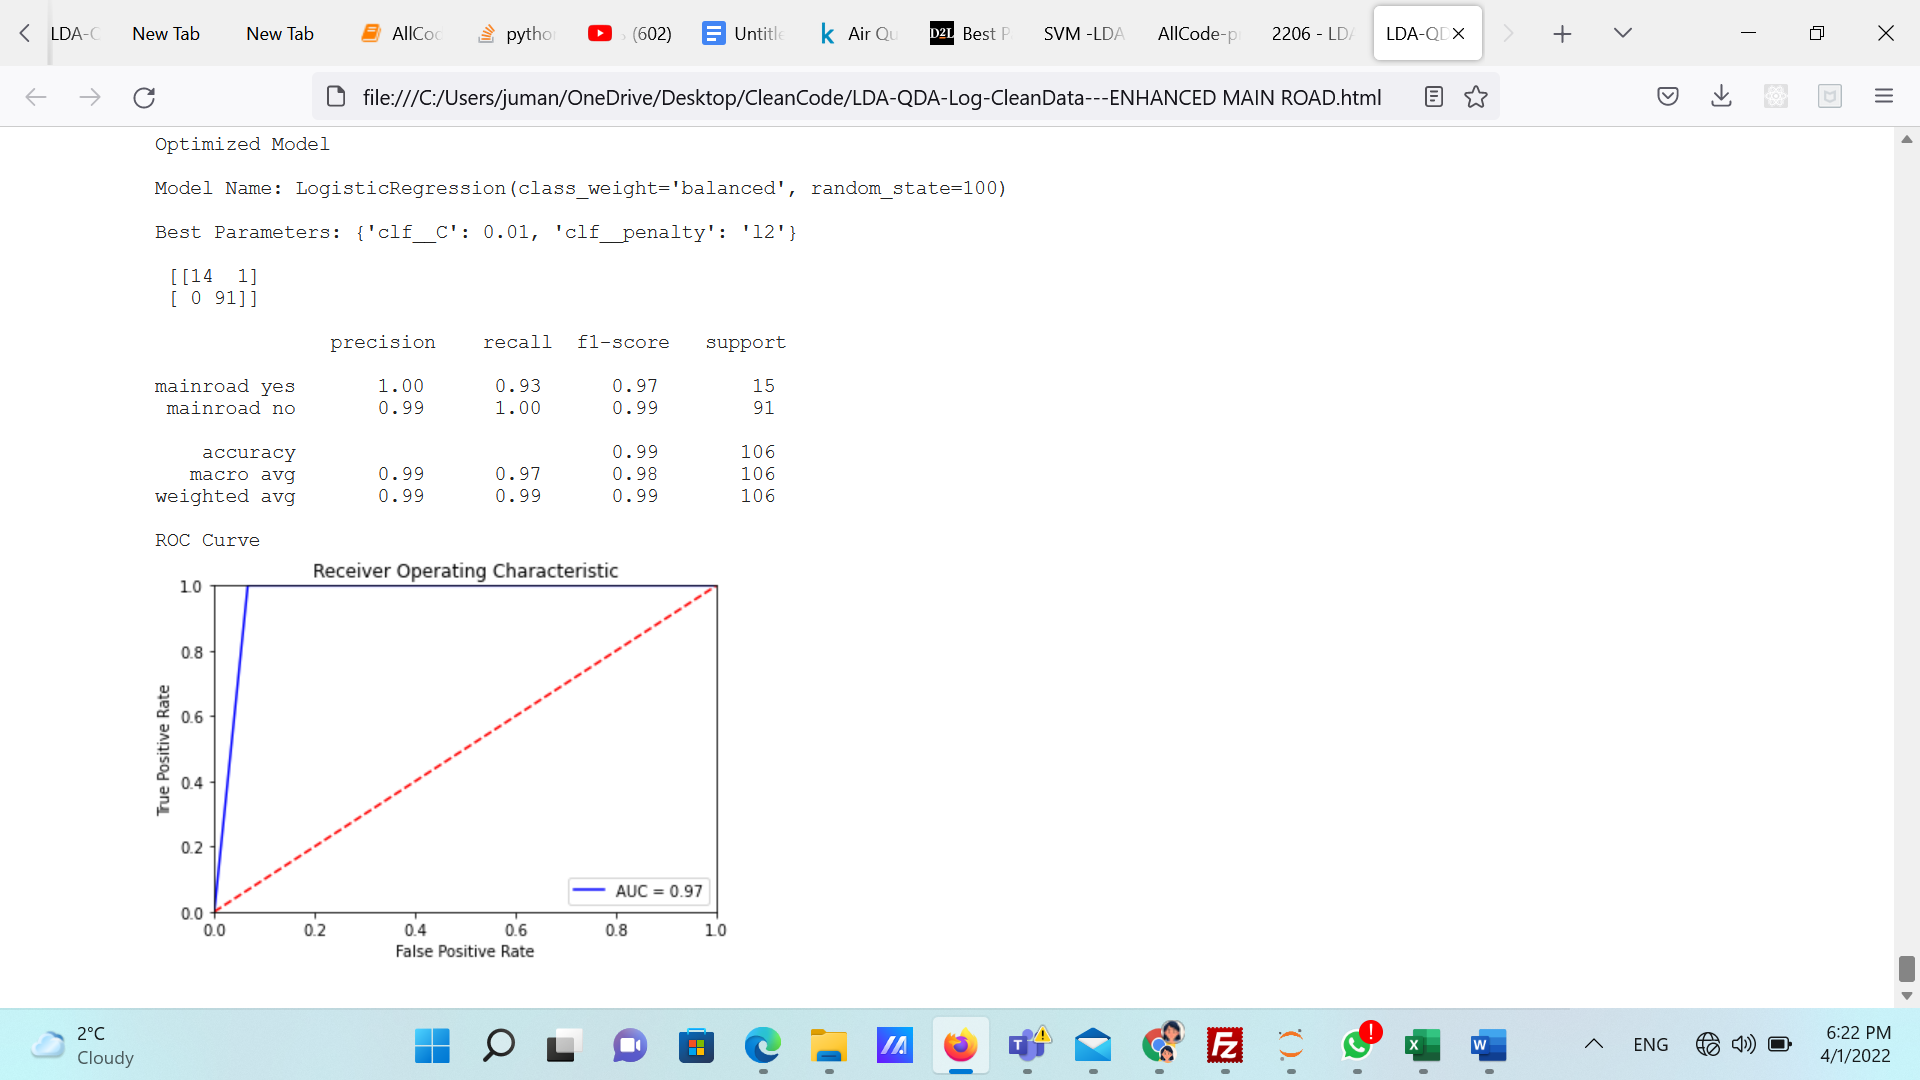 LDA-C
New Tab
New Tab
AllCoc
pytho
(602)
Untitle
Air Qu
Best P
SVM -LDA
AllCode-p
2206 - LDA
LDA-QD
file:///C:/Users/juman/OneDrive/Desktop/CleanCode/LDA-QDA-Log-CleanData---ENHANCED MAIN ROAD.html
Optimized Model
Model Name: LogisticRegression(class_weight='balanced', random_state=100)
Best Parameters: {'clf__C': 0.01, 'clf__penalty': 'l2'}
[[14  1]
[ 0 91]]
precision recall f1-score support
mainroad yes 1.00 0.93 0.97 15
mainroad no 0.99 1.00 0.99 91
accuracy 0.99 106
macro avg 0.99 0.97 0.98 106
weighted avg 0.99 0.99 0.99 106
ROC Curve
Receiver Operating Characteristic
1.0
0.8
0.6
0.4
0.2
0.0
True Positive Rate
AUC = 0.97
0.0 0.2 0.4 0.6 0.8 1.0
False Positive Rate
2°C
Cloudy
ENG
6:22 PM
4/1/2022